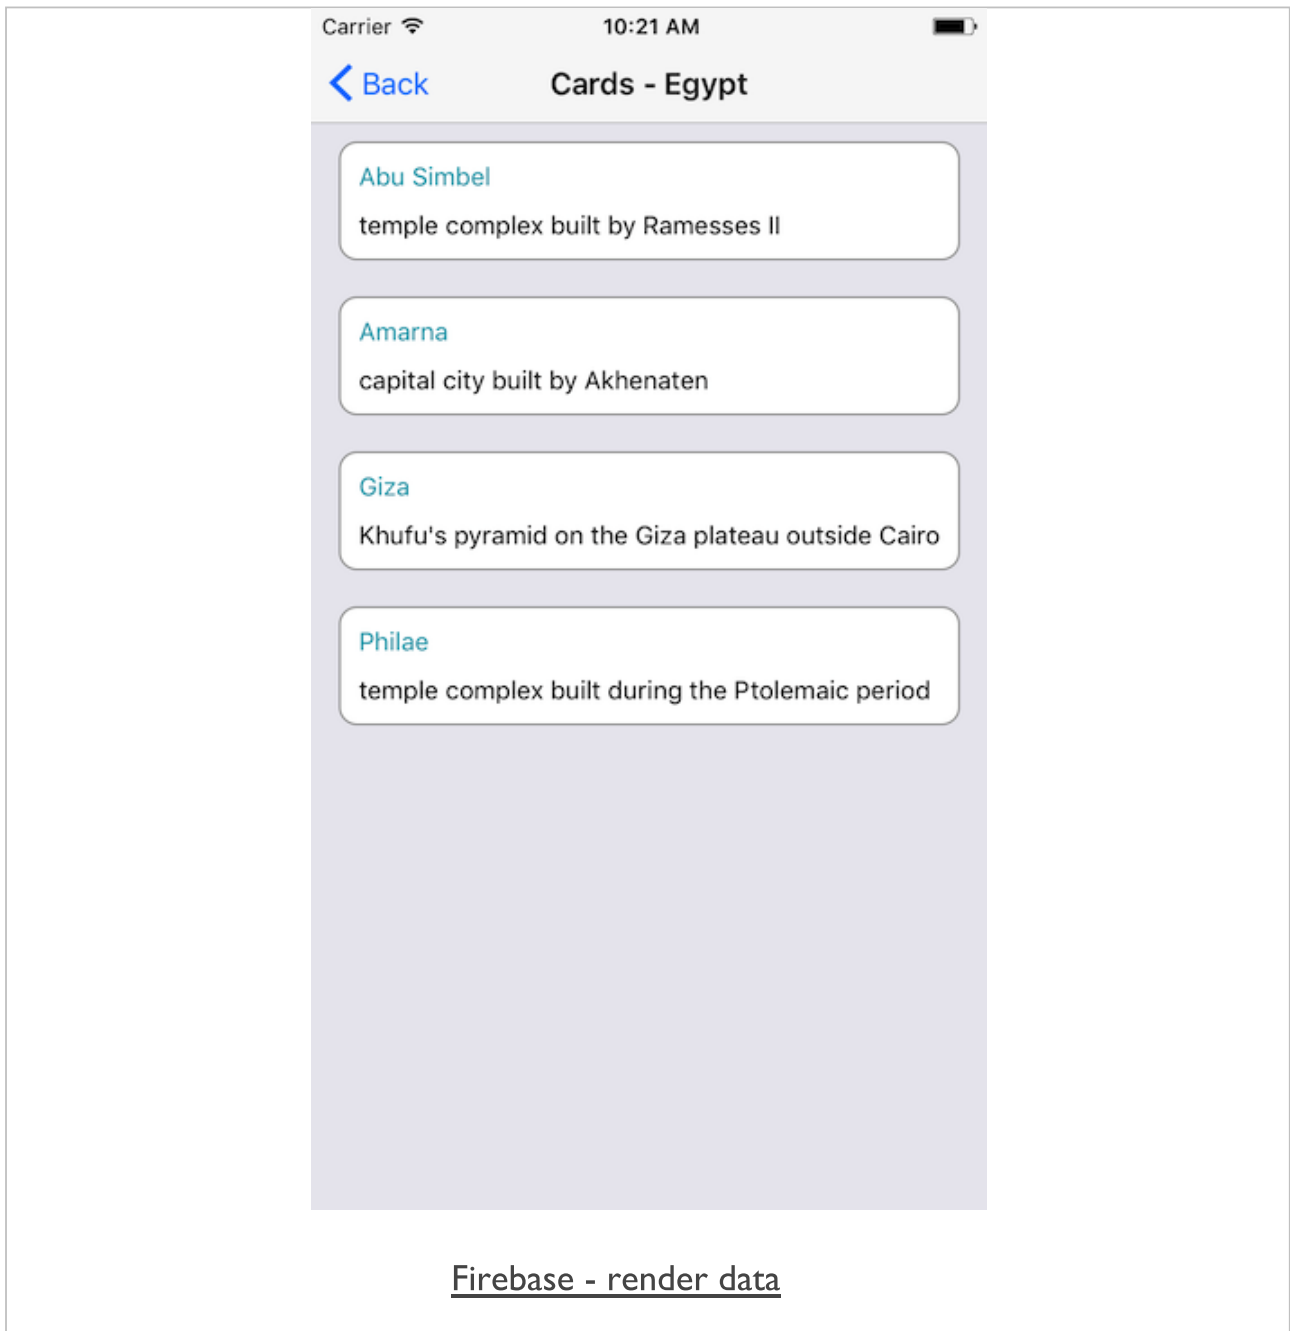 Carrier 10:21 AM
Back Cards - Egypt
Abu Simbel
temple complex built by Ramesses II
Amarna
capital city built by Akhenaten
Giza
Khufu's pyramid on the Giza plateau outside Cairo
Philae
temple complex built during the Ptolemaic period
Firebase - render data